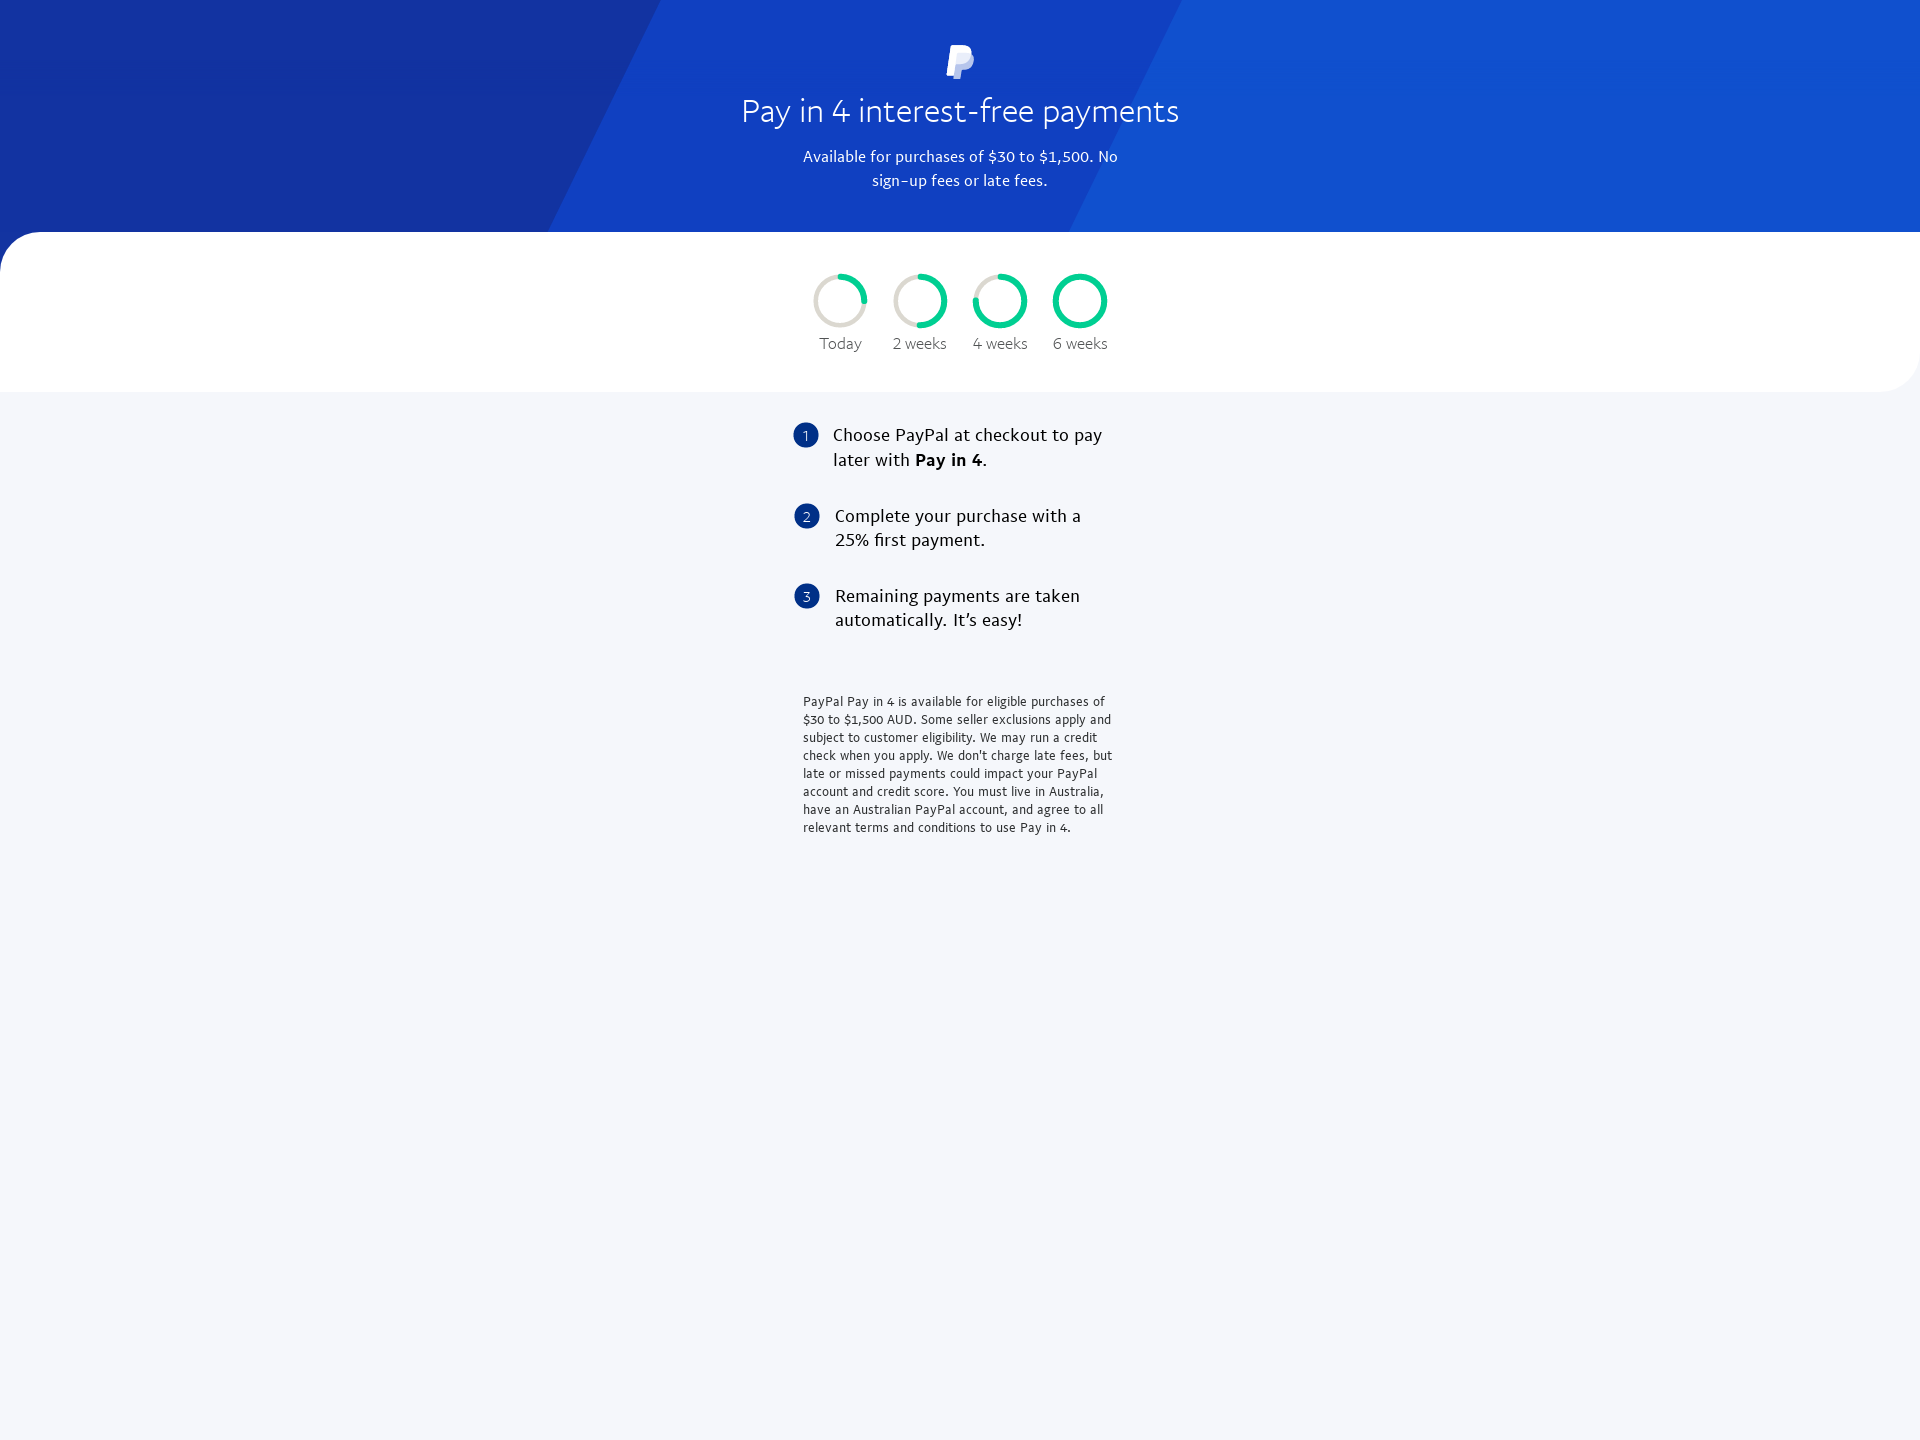 Pay in 4 interest-free payments
Available for purchases of $30 to $1,500. No
sign-up fees or late fees.
Today
2 weeks
4 weeks
6 weeks
1
Choose PayPal at checkout to pay
later with Pay in 4.
2
Complete your purchase with a
25% first payment.
3
Remaining payments are taken
automatically. It’s easy!
PayPal Pay in 4 is available for eligible purchases of
$30 to $1,500 AUD. Some seller exclusions apply and
subject to customer eligibility. We may run a credit
check when you apply. We don't charge late fees, but
late or missed payments could impact your PayPal
account and credit score. You must live in Australia,
have an Australian PayPal account, and agree to all
relevant terms and conditions to use Pay in 4.